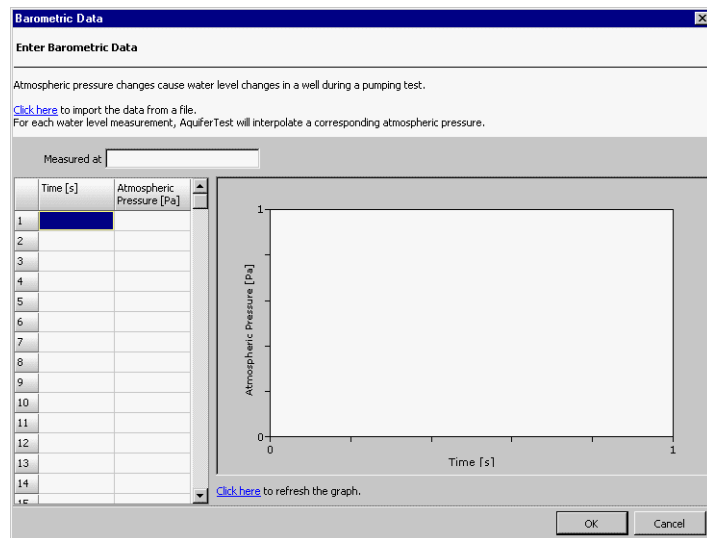 Barometric Data
Enter Barometric Data
Atmospheric pressure changes cause water level changes in a well during a pumping test.
Click here to import the data from a file.
For each water level measurement, AquiferTest will interpolate a corresponding atmospheric pressure.
Measured at
Time [s]
Atmospheric
Pressure [Pa]
1
2
3
4
5
6
7
8
9
10
11
12
13
14
15
1
Atmospheric Pressure [Pa]
0
0
1
Time [s]
Click here to refresh the graph.
OK
Cancel